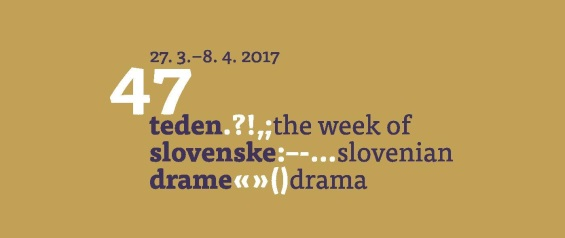 27. 3.–8. 4. 2017
47
teden.?!,,;the week of
slovenske:–-...slovenian
drame«»()drama